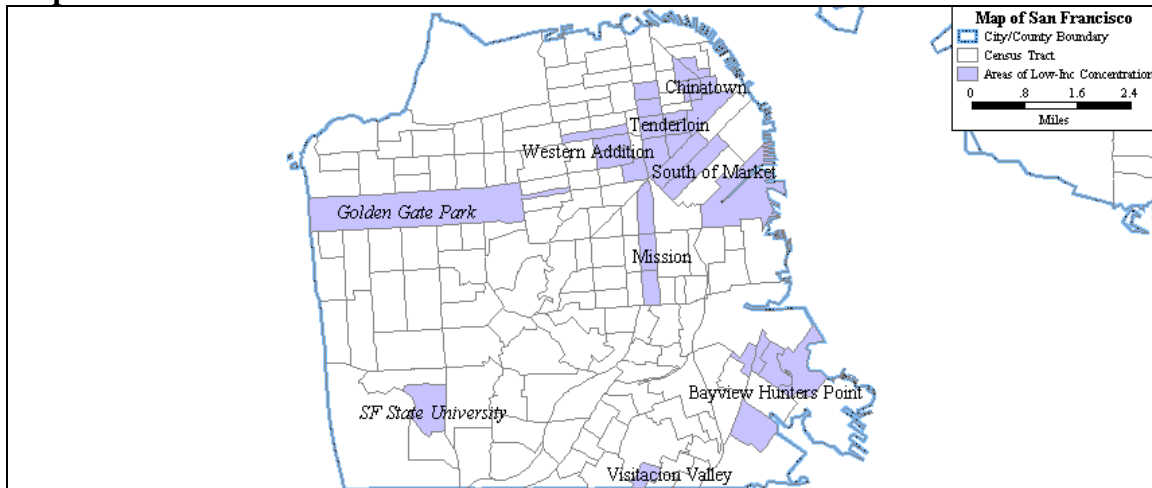 Map of San Francisco
City/County Boundary
Census Tract
Areas of Low-Inc Concentration
0 .8 1.6 2.4
Miles
Chinatown
Tenderloin
Western Addition
South of Market
Golden Gate Park
Mission
Bayview Hunters Point
SF State University
Visitacion Valley